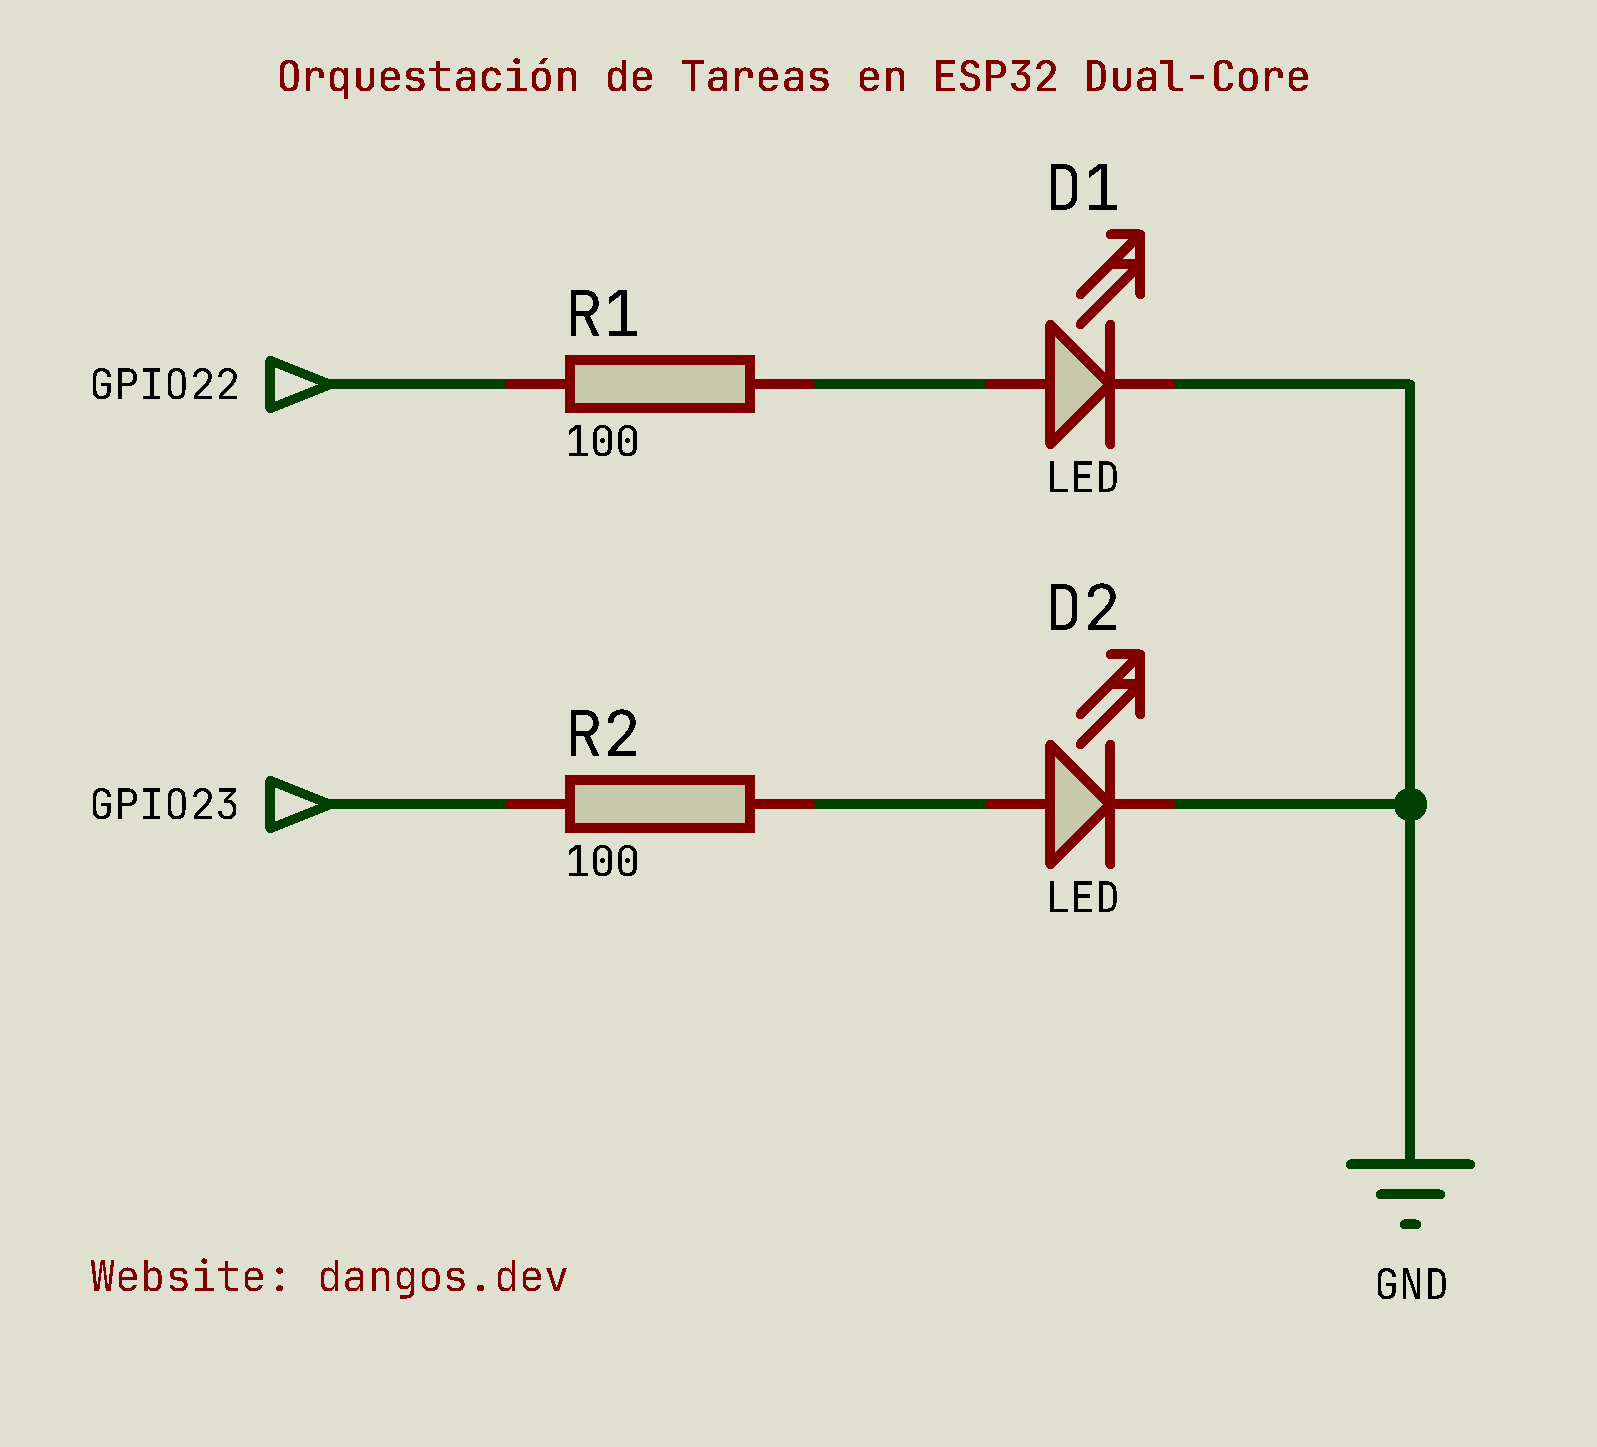 Orquestación de Tareas en ESP32 Dual-Core
D1
R1
GPIO22
100
LED
D2
R2
GPIO23
100
LED
Website: dangos.dev
GND